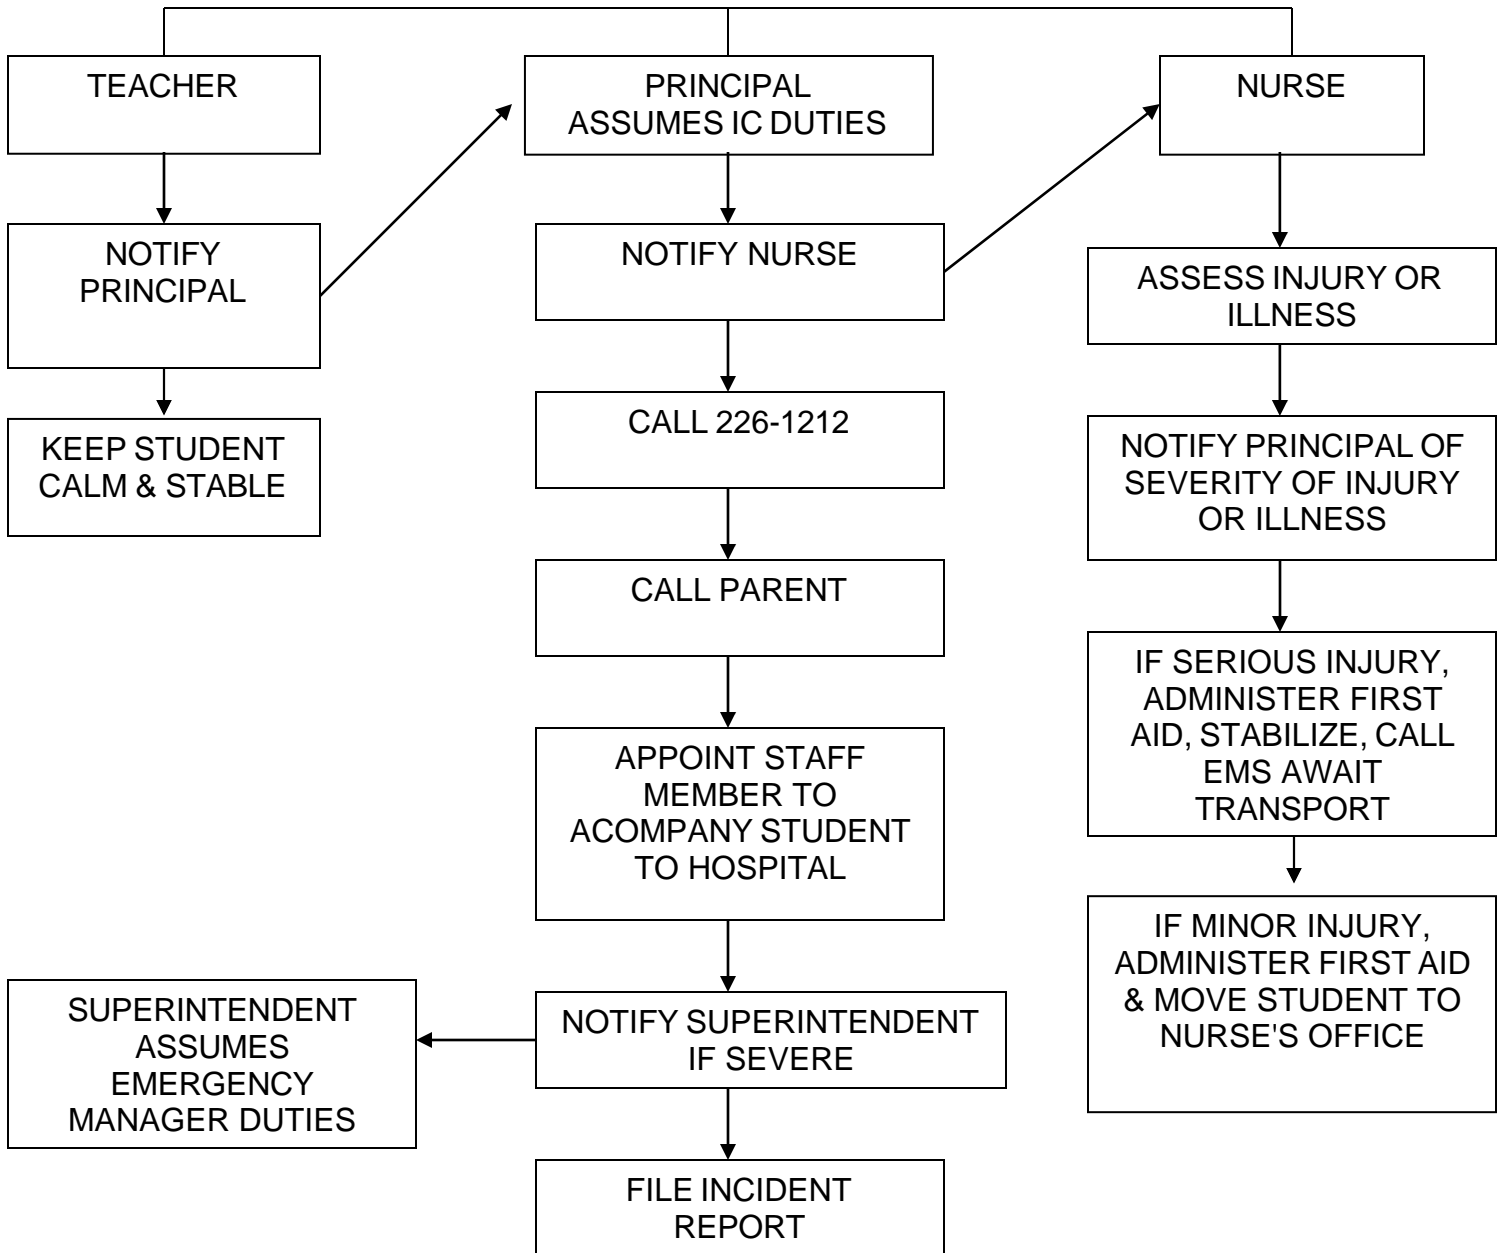 TEACHER
NOTIFY
PRINCIPAL
KEEP STUDENT
CALM & STABLE
PRINCIPAL
ASSUMES IC DUTIES
NOTIFY NURSE
CALL 226-1212
CALL PARENT
APPOINT STAFF
MEMBER TO
ACOMPANY STUDENT
TO HOSPITAL
NOTIFY SUPERINTENDENT
IF SEVERE
SUPERINTENDENT
ASSUMES
EMERGENCY
MANAGER DUTIES
FILE INCIDENT
REPORT
NURSE
ASSESS INJURY OR
ILLNESS
NOTIFY PRINCIPAL OF
SEVERITY OF INJURY
OR ILLNESS
IF SERIOUS INJURY,
ADMINISTER FIRST
AID, STABILIZE, CALL
EMS AWAIT
TRANSPORT
IF MINOR INJURY,
ADMINISTER FIRST AID
& MOVE STUDENT TO
NURSE'S OFFICE